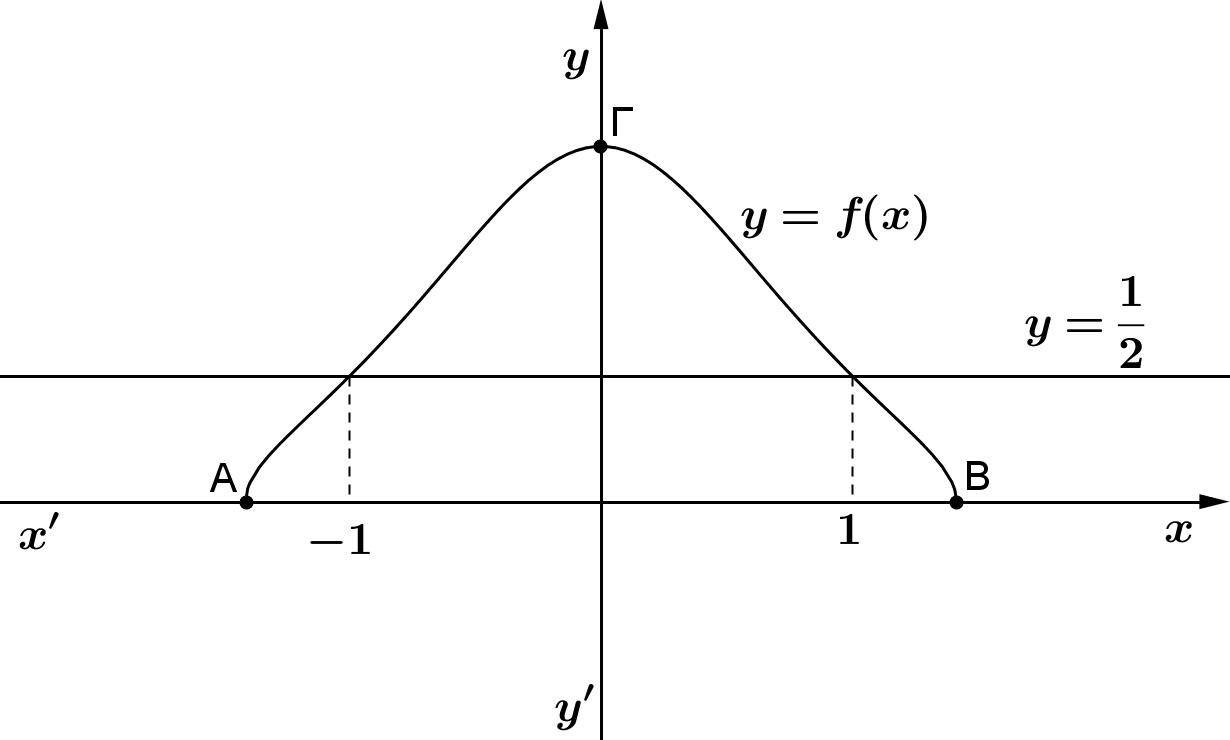 y
Γ
y = f(x)
y = 1/2
A
B
x′
−1
1
x
y′